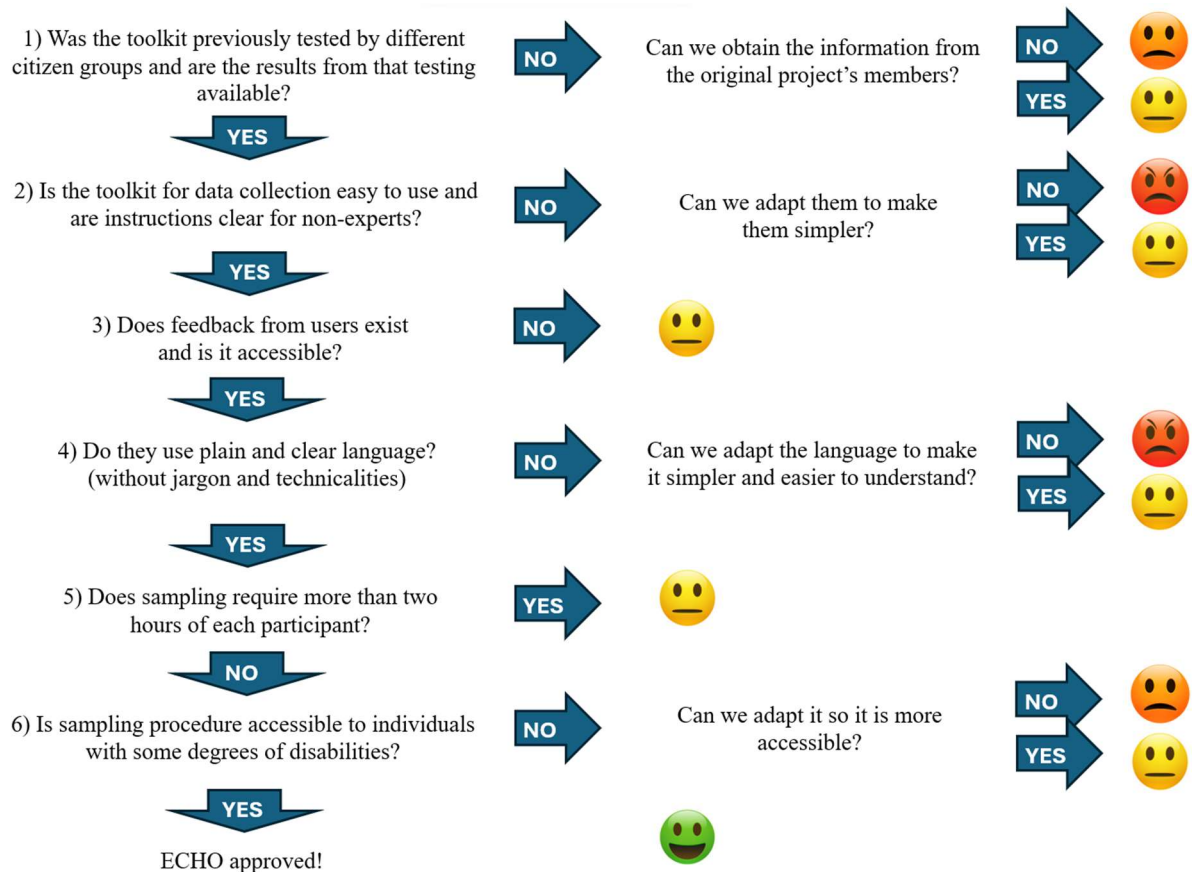 1) Was the toolkit previously tested by different
citizen groups and are the results from that testing
available?
NO
Can we obtain the information from
the original project’s members?
NO
YES
YES
2) Is the toolkit for data collection easy to use and
are instructions clear for non-experts?
NO
Can we adapt them to make
them simpler?
NO
YES
YES
3) Does feedback from users exist
and is it accessible?
NO
YES
4) Do they use plain and clear language?
(without jargon and technicalities)
NO
Can we adapt the language to make
it simpler and easier to understand?
NO
YES
YES
5) Does sampling require more than two
hours of each participant?
YES
NO
6) Is sampling procedure accessible to individuals
with some degrees of disabilities?
NO
Can we adapt it so it is more
accessible?
NO
YES
YES
ECHO approved!